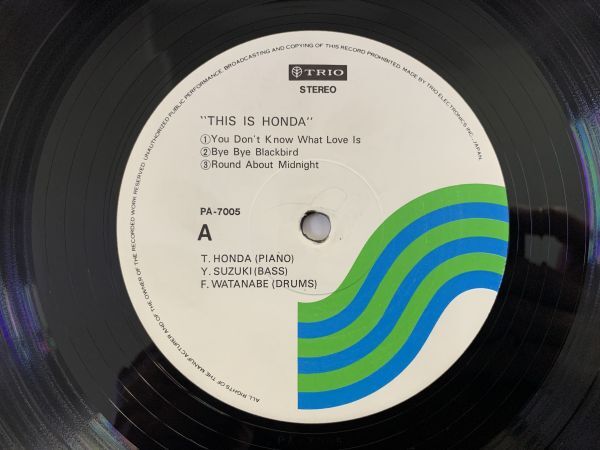 ALL RIGHTS OF THE MANUFACTURER AND OF THE OWNER OF THE RECORDED WORK RESERVED UNAUTHORIZED PUBLIC PERFORMANCE, BROADCASTING AND COPYING OF THIS RECORD PROHIBITED. MADE BY TRIO ELECTRONICS INC.–JAPAN.
TRIO
STEREO
"THIS IS HONDA"
①You Don't Know What Love Is
②Bye Bye Blackbird
③Round About Midnight
PA-7005
A
T. HONDA (PIANO)
Y. SUZUKI (BASS)
F. WATANABE (DRUMS)